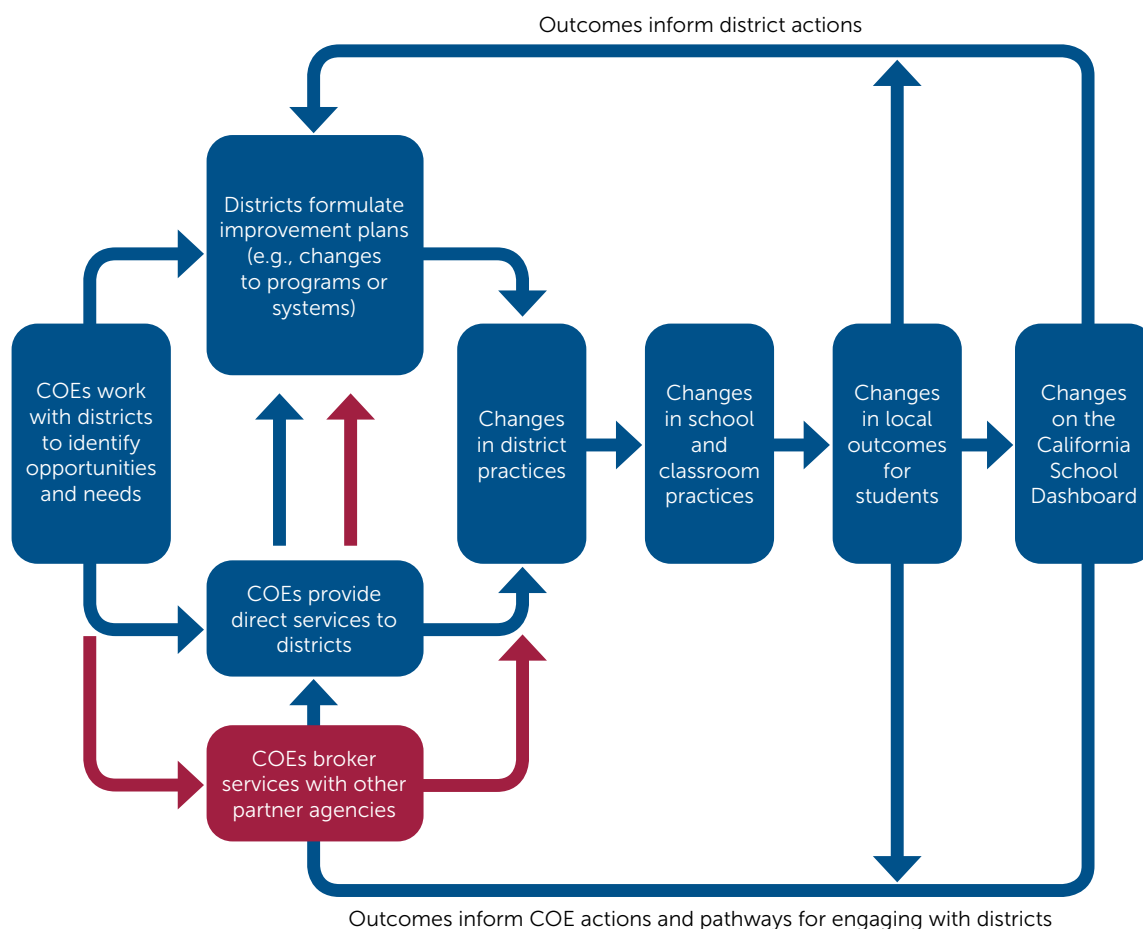 Outcomes inform district actions
Districts formulate
improvement plans
(e.g., changes
to programs or
systems)
COEs work
with districts
to identify
opportunities
and needs
Changes
in district
practices
Changes
in school
and
classroom
practices
Changes
in local
outcomes
for
students
Changes
on the
California
School
Dashboard
COEs provide
direct services to
districts
COEs broker
services with other
partner agencies
Outcomes inform COE actions and pathways for engaging with districts